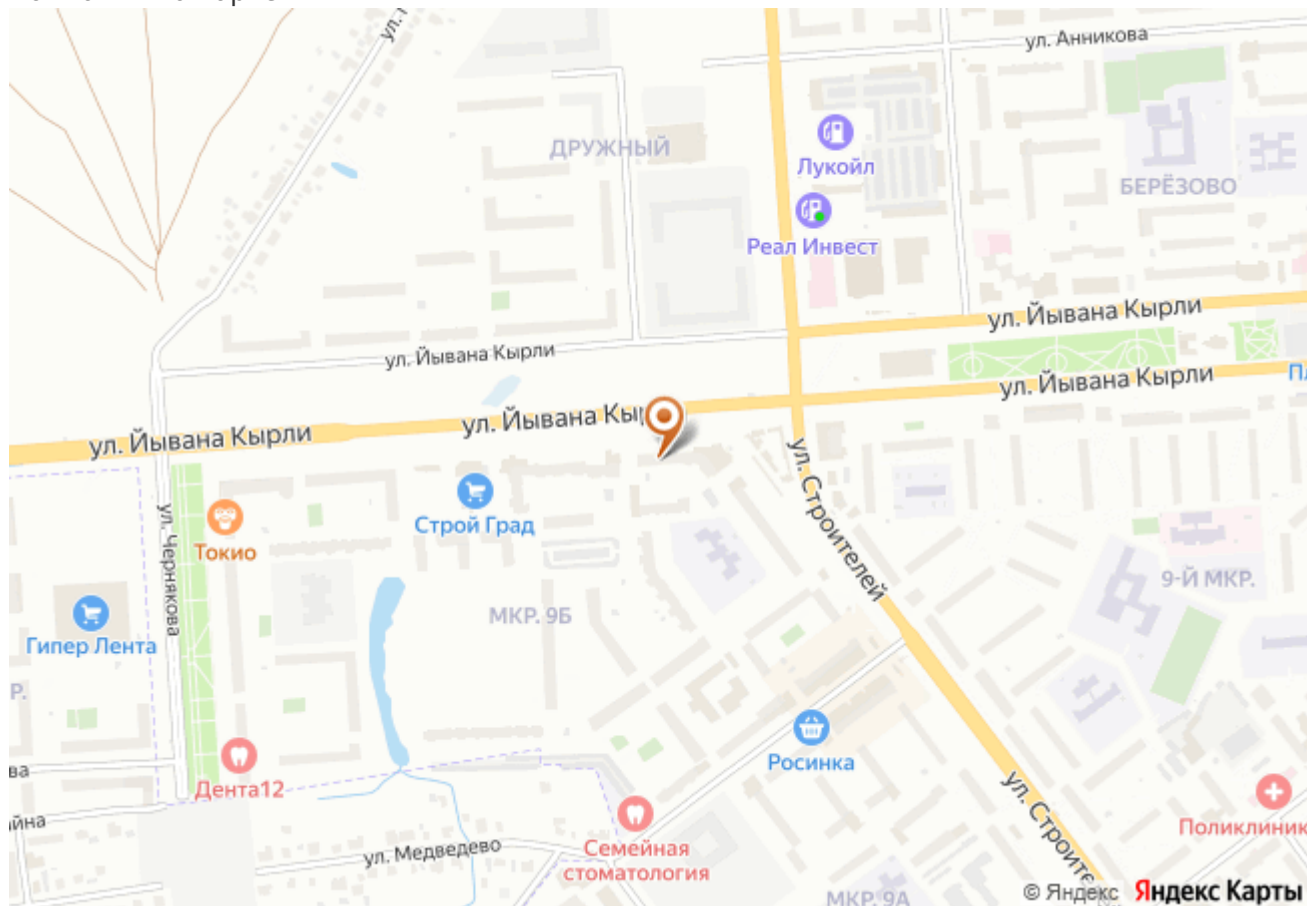 ул. Анникова
ДРУЖНЫЙ
Лукойл
БЕРЁЗОВО
Реал Инвест
ул. Йывана Кырли
ул. Йывана Кырли
ул. Йывана Кырли
ул. Йывана Кырли
ул. Йывана
ул. Строителей
Строй Град
Токио
ул. Чернякова
9-Й МКР.
МКР. 9Б
Гипер Лента
Росинка
Дента12
ул. Строите
Поликлиник
ул. Медведево
Семейная
стоматология
МКР. 9А
© Яндекс Яндекс Карты